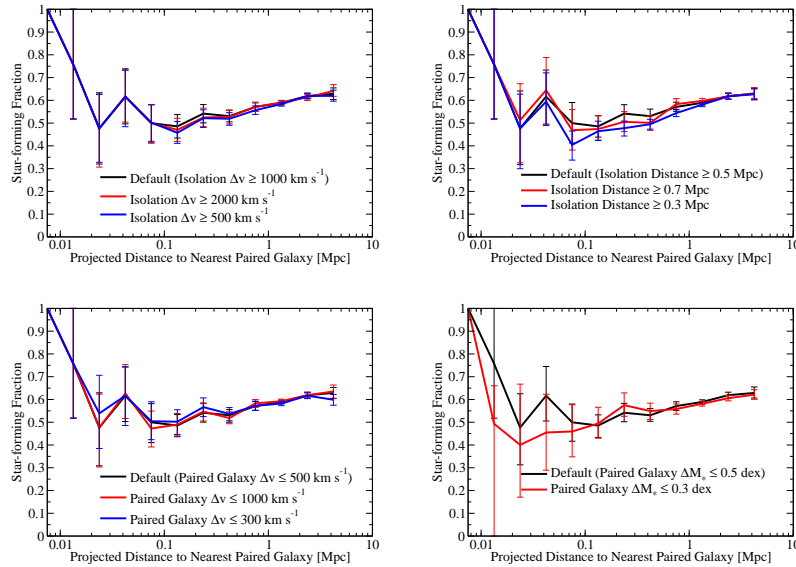 1
0.9
0.8
0.7
0.6
0.5
0.4
0.3
0.2
0.1
0
Star-forming Fraction
Default (Isolation Δv ≥ 1000 km s⁻¹)
Isolation Δv ≥ 2000 km s⁻¹
Isolation Δv ≥ 500 km s⁻¹
0.01 0.1 1 10
Projected Distance to Nearest Paired Galaxy [Mpc]
1
0.9
0.8
0.7
0.6
0.5
0.4
0.3
0.2
0.1
0
Star-forming Fraction
Default (Isolation Distance ≥ 0.5 Mpc)
Isolation Distance ≥ 0.7 Mpc
Isolation Distance ≥ 0.3 Mpc
0.01 0.1 1 10
Projected Distance to Nearest Paired Galaxy [Mpc]
1
0.9
0.8
0.7
0.6
0.5
0.4
0.3
0.2
0.1
0
Star-forming Fraction
Default (Paired Galaxy Δv ≤ 500 km s⁻¹)
Paired Galaxy Δv ≤ 1000 km s⁻¹
Paired Galaxy Δv ≤ 300 km s⁻¹
0.01 0.1 1 10
Projected Distance to Nearest Paired Galaxy [Mpc]
1
0.9
0.8
0.7
0.6
0.5
0.4
0.3
0.2
0.1
0
Star-forming Fraction
Default (Paired Galaxy ΔM* ≤ 0.5 dex)
Paired Galaxy ΔM* ≤ 0.3 dex
0.01 0.1 1 10
Projected Distance to Nearest Paired Galaxy [Mpc]